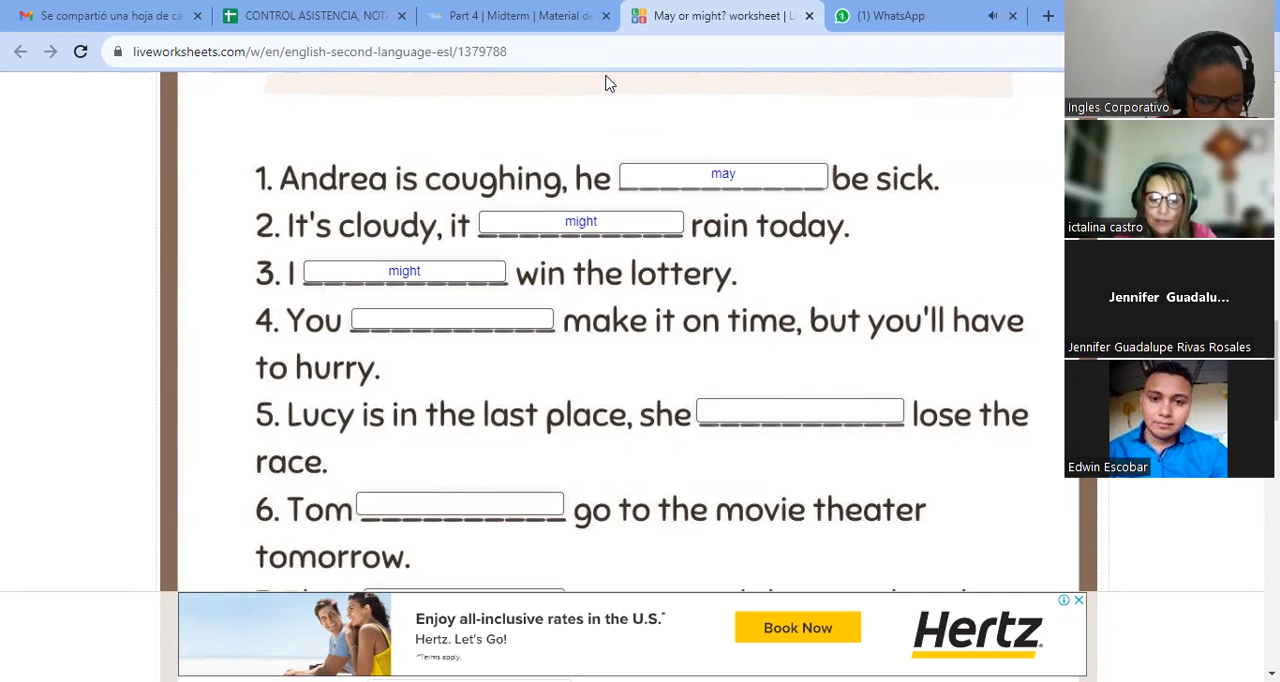 Se compartió una hoja de cá
CONTROL ASISTENCIA, NOTA
Part 4 | Midterm | Material de
May or might? worksheet | Li
(1) WhatsApp
liveworksheets.com/w/en/english-second-language-esl/1379788
1. Andrea is coughing, he may be sick.
2. It's cloudy, it might rain today.
3. I might win the lottery.
4. You __________ make it on time, but you'll have
to hurry.
5. Lucy is in the last place, she __________ lose the
race.
6. Tom __________ go to the movie theater
tomorrow.
Enjoy all-inclusive rates in the U.S.*
Hertz. Let's Go!
*Terms apply.
Book Now
Hertz
Ingles Corporativo
ictalina castro
Jennifer Guadalu...
Jennifer Guadalupe Rivas Rosales
Edwin Escobar